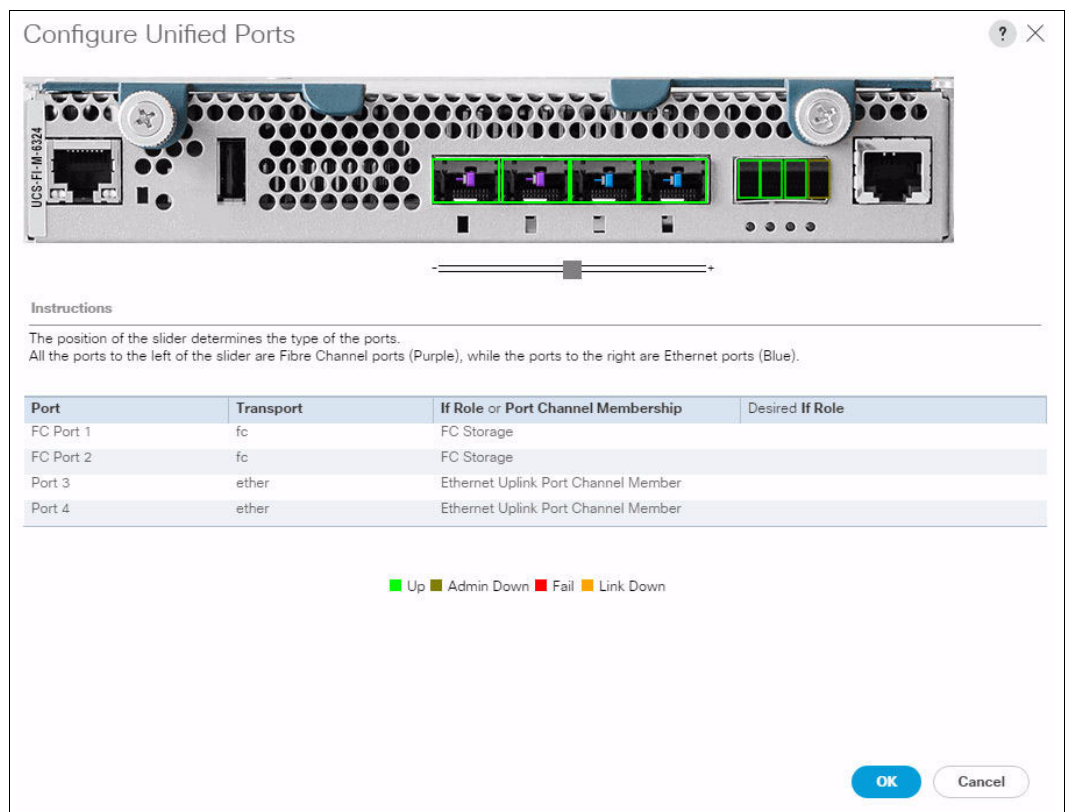 Configure Unified Ports
?
UCS-FI-M-6324
- +
Instructions
The position of the slider determines the type of the ports.
All the ports to the left of the slider are Fibre Channel ports (Purple), while the ports to the right are Ethernet ports (Blue).
Port Transport If Role or Port Channel Membership Desired If Role
FC Port 1 fc FC Storage
FC Port 2 fc FC Storage
Port 3 ether Ethernet Uplink Port Channel Member
Port 4 ether Ethernet Uplink Port Channel Member
Up Admin Down Fail Link Down
OK Cancel